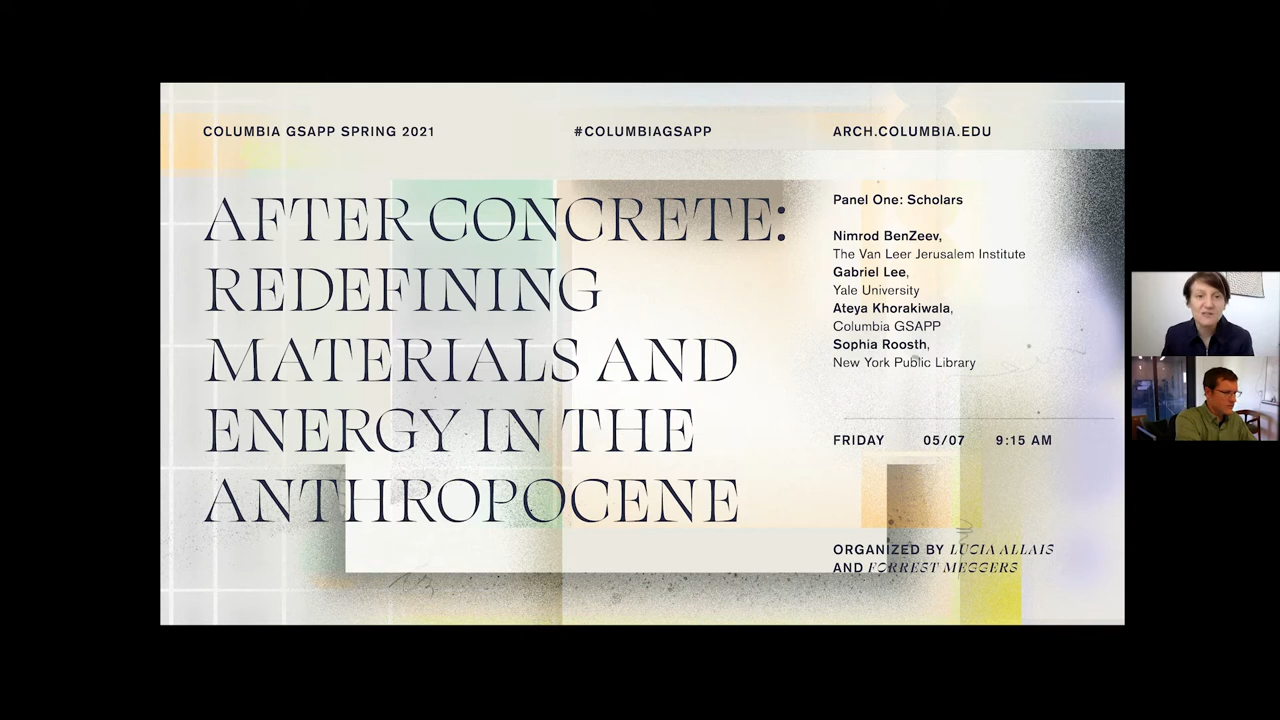 COLUMBIA GSAPP SPRING 2021
#COLUMBIAGSAPP
ARCH.COLUMBIA.EDU
AFTER CONCRETE:
REDEFINING
MATERIALS AND
ENERGY IN THE
ANTHROPOCENE
Panel One: Scholars
Nimrod BenZeev,
The Van Leer Jerusalem Institute
Gabriel Lee,
Yale University
Ateya Khorakiwala,
Columbia GSAPP
Sophia Roosth,
New York Public Library
FRIDAY 05/07 9:15 AM
ORGANIZED BY LUCIA ALLAIS
AND FORREST MEGGERS